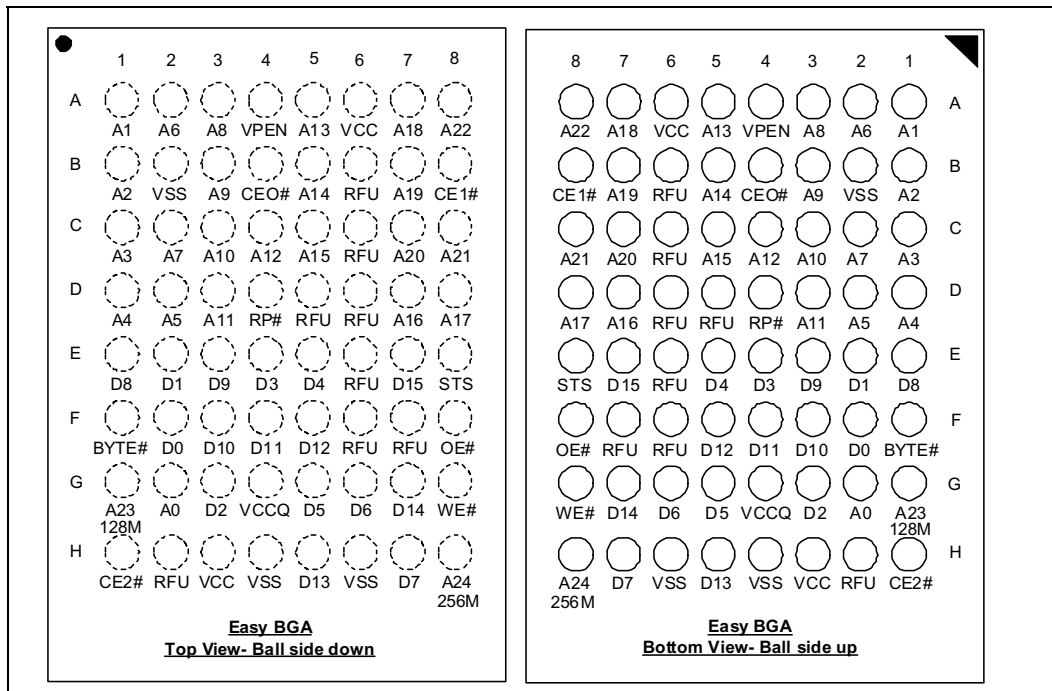 1 2 3 4 5 6 7 8
A
A1 A6 A8 VPEN A13 VCC A18 A22
B
A2 VSS A9 CEO# A14 RFU A19 CE1#
C
A3 A7 A10 A12 A15 RFU A20 A21
D
A4 A5 A11 RP# RFU RFU A16 A17
E
D8 D1 D9 D3 D4 RFU D15 STS
F
BYTE# D0 D10 D11 D12 RFU RFU OE#
G
A23 A0 D2 VCCQ D5 D6 D14 WE#
128M
H
CE2# RFU VCC VSS D13 VSS D7 A24
256M
Easy BGA
Top View- Ball side down
8 7 6 5 4 3 2 1
A
A22 A18 VCC A13 VPEN A8 A6 A1
B
CE1# A19 RFU A14 CEO# A9 VSS A2
C
A21 A20 RFU A15 A12 A10 A7 A3
D
A17 A16 RFU RFU RP# A11 A5 A4
E
STS D15 RFU D4 D3 D9 D1 D8
F
OE# RFU RFU D12 D11 D10 D0 BYTE#
G
WE# D14 D6 D5 VCCQ D2 A0 A23
128M
H
A24 D7 VSS D13 VSS VCC RFU CE2#
256M
Easy BGA
Bottom View- Ball side up